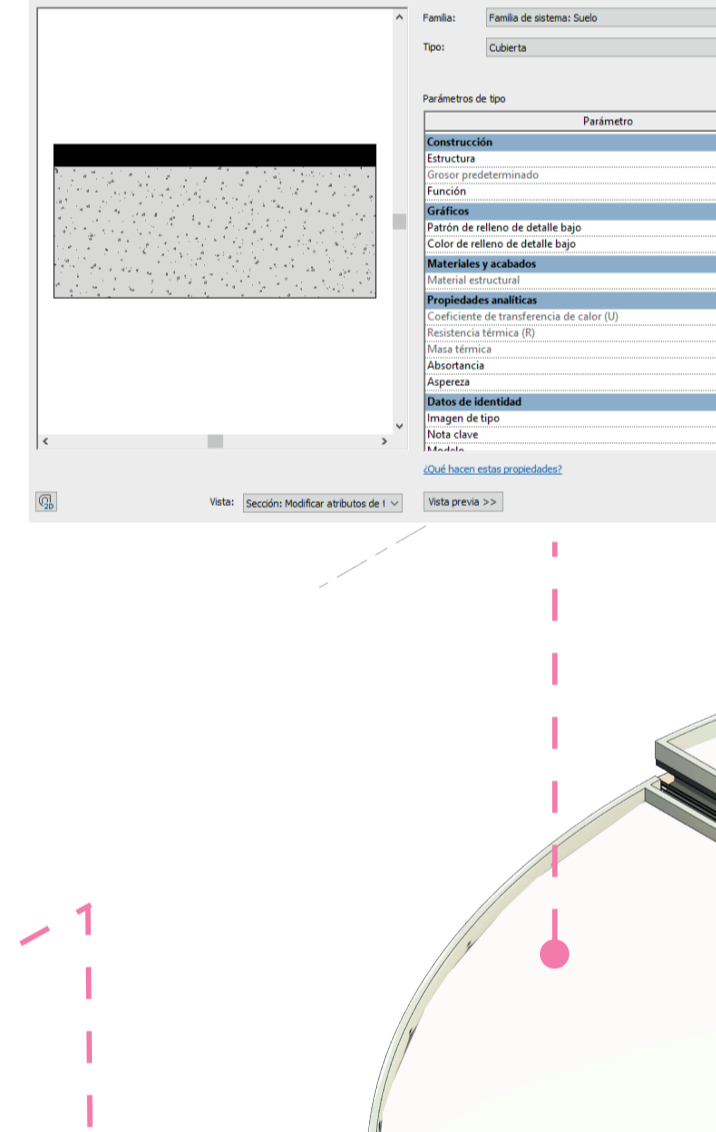 Familia:
Familia de sistema: Suelo
Tipo:
Cubierta
Parámetros de tipo
Parámetro
Construcción
Estructura
Grosor predeterminado
Función
Gráficos
Patrón de relleno de detalle bajo
Color de relleno de detalle bajo
Materiales y acabados
Material estructural
Propiedades analíticas
Coeficiente de transferencia de calor (U)
Resistencia térmica (R)
Masa térmica
Absortancia
Aspereza
Datos de identidad
Imagen de tipo
Nota clave
Modelo
¿Qué hacen estas propiedades?
2D
Vista:
Sección: Modificar atributos de t
Vista previa >>